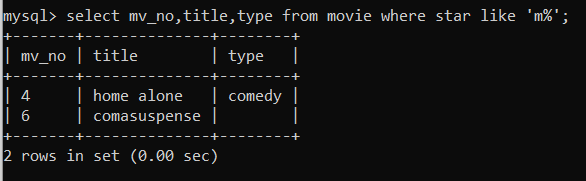 mysql> select mv_no,title,type from movie where star like 'm%';
+-------+--------------+--------+
| mv_no | title        | type   |
+-------+--------------+--------+
| 4     | home alone   | comedy |
| 6     | comasuspense |        |
+-------+--------------+--------+
2 rows in set (0.00 sec)